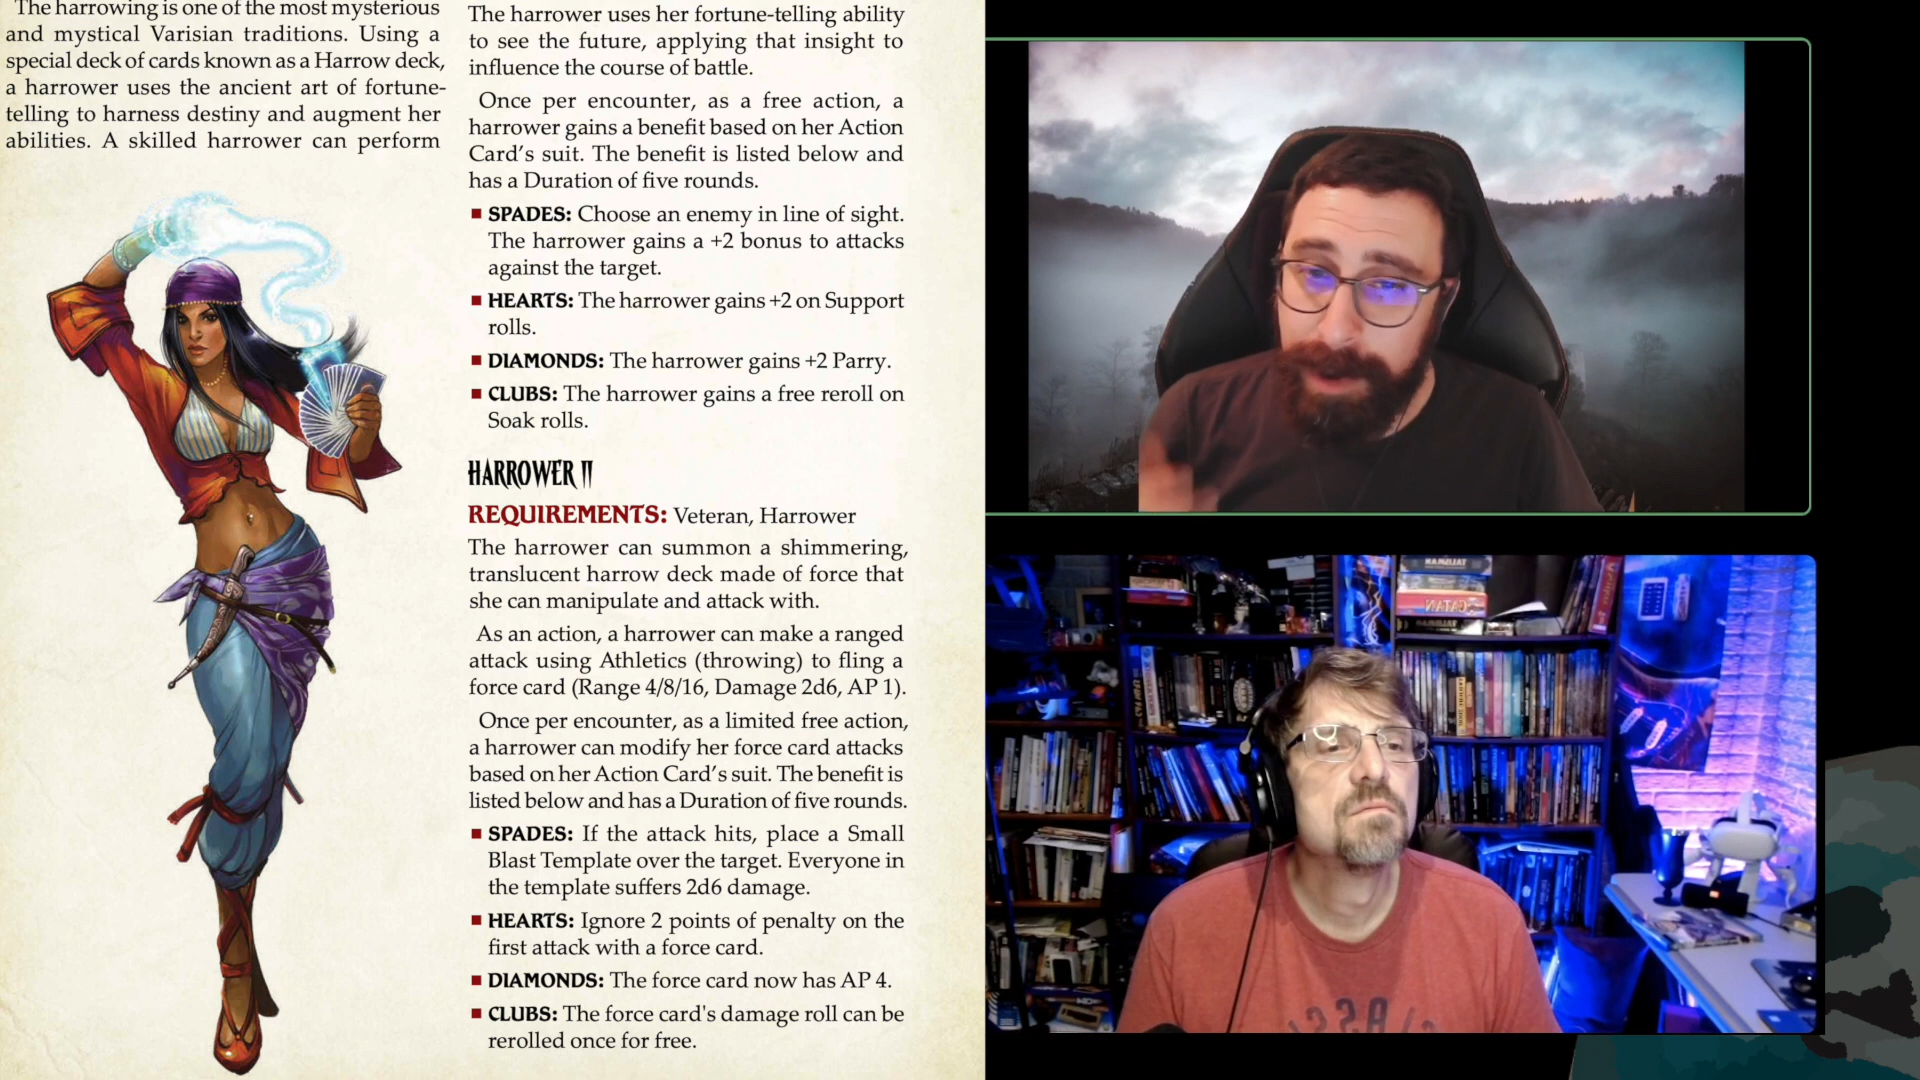 The harrowing is one of the most mysterious
and mystical Varisian traditions. Using a
special deck of cards known as a Harrow deck,
a harrower uses the ancient art of fortune-
telling to harness destiny and augment her
abilities. A skilled harrower can perform
The harrower uses her fortune-telling ability
to see the future, applying that insight to
influence the course of battle.
Once per encounter, as a free action, a
harrower gains a benefit based on her Action
Card's suit. The benefit is listed below and
has a Duration of five rounds.
■ SPADES: Choose an enemy in line of sight.
The harrower gains a +2 bonus to attacks
against the target.
■ HEARTS: The harrower gains +2 on Support
rolls.
■ DIAMONDS: The harrower gains +2 Parry.
■ CLUBS: The harrower gains a free reroll on
Soak rolls.
HARROWER II
REQUIREMENTS: Veteran, Harrower
The harrower can summon a shimmering,
translucent harrow deck made of force that
she can manipulate and attack with.
As an action, a harrower can make a ranged
attack using Athletics (throwing) to fling a
force card (Range 4/8/16, Damage 2d6, AP 1).
Once per encounter, as a limited free action,
a harrower can modify her force card attacks
based on her Action Card's suit. The benefit is
listed below and has a Duration of five rounds.
■ SPADES: If the attack hits, place a Small
Blast Template over the target. Everyone in
the template suffers 2d6 damage.
■ HEARTS: Ignore 2 points of penalty on the
first attack with a force card.
■ DIAMONDS: The force card now has AP 4.
■ CLUBS: The force card's damage roll can be
rerolled once for free.
CATAN